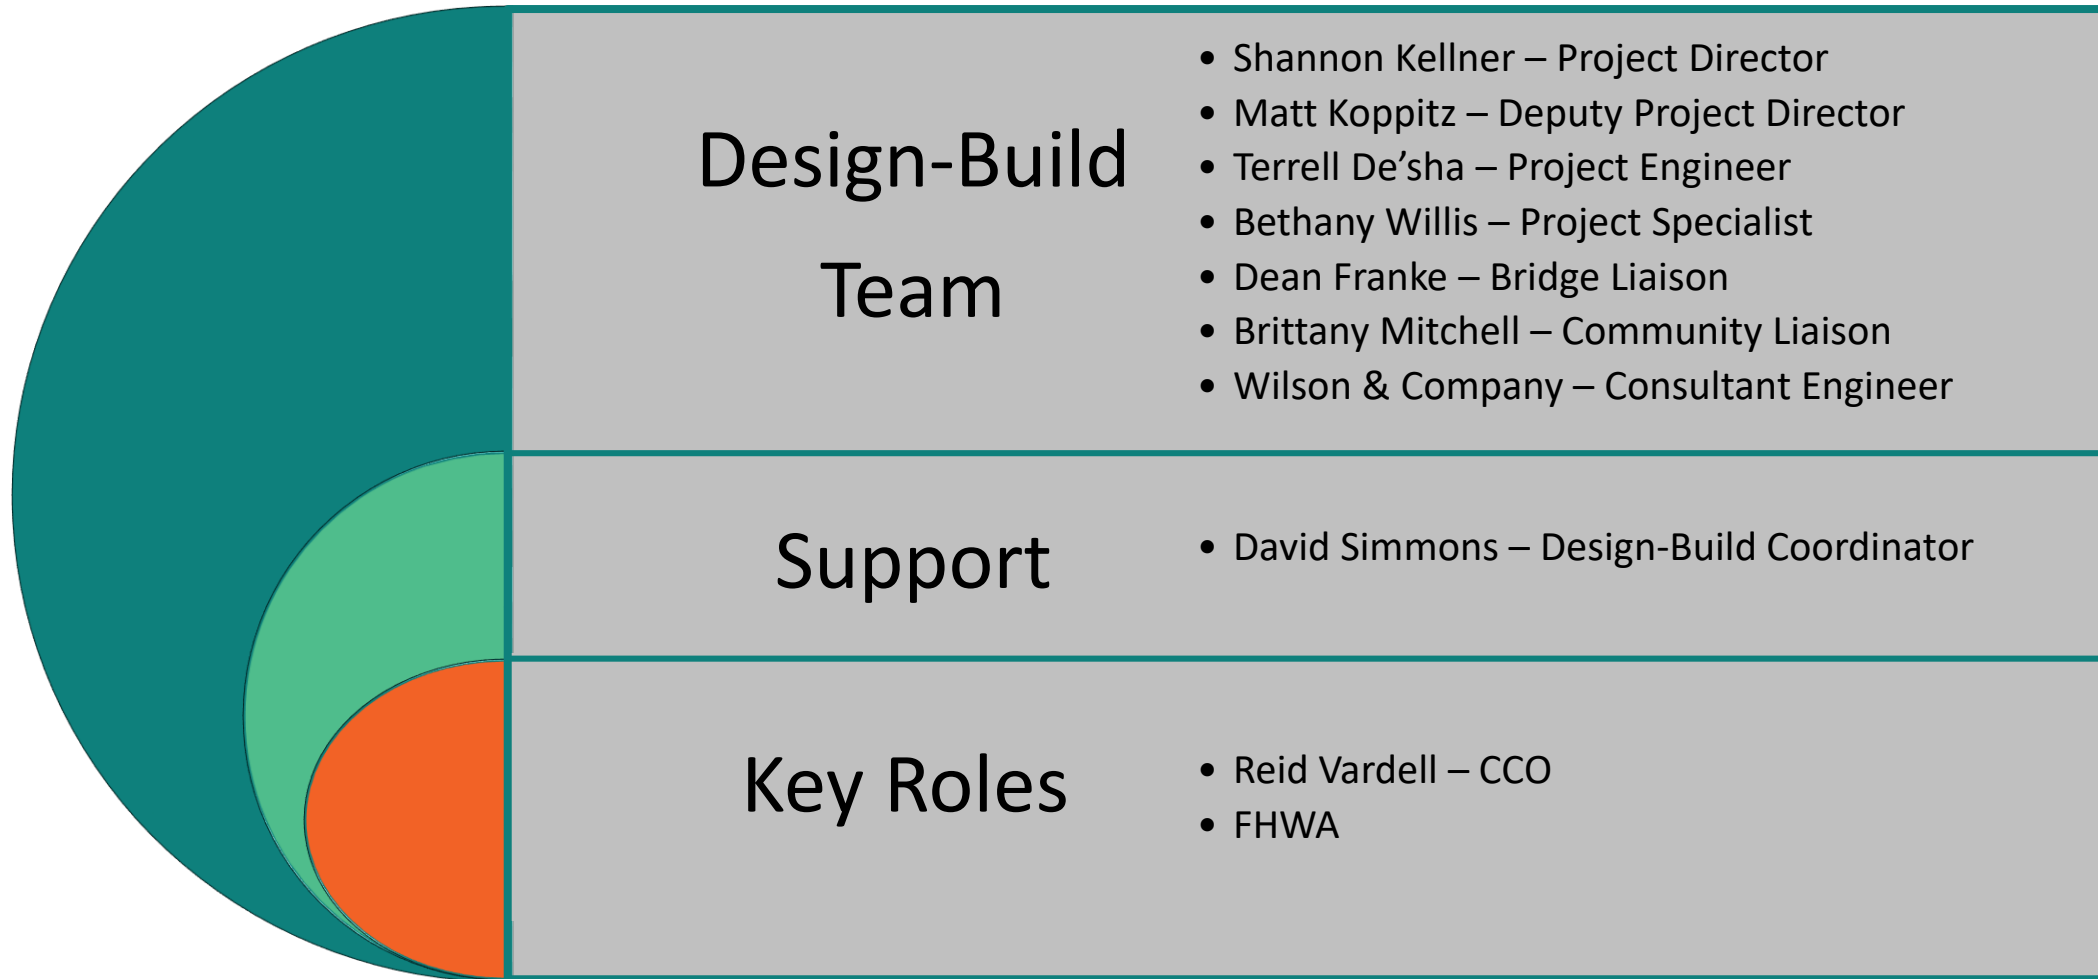 Design-Build
Team
• Shannon Kellner – Project Director
• Matt Koppitz – Deputy Project Director
• Terrell De’sha – Project Engineer
• Bethany Willis – Project Specialist
• Dean Franke – Bridge Liaison
• Brittany Mitchell – Community Liaison
• Wilson & Company – Consultant Engineer
Support
• David Simmons – Design-Build Coordinator
Key Roles
• Reid Vardell – CCO
• FHWA